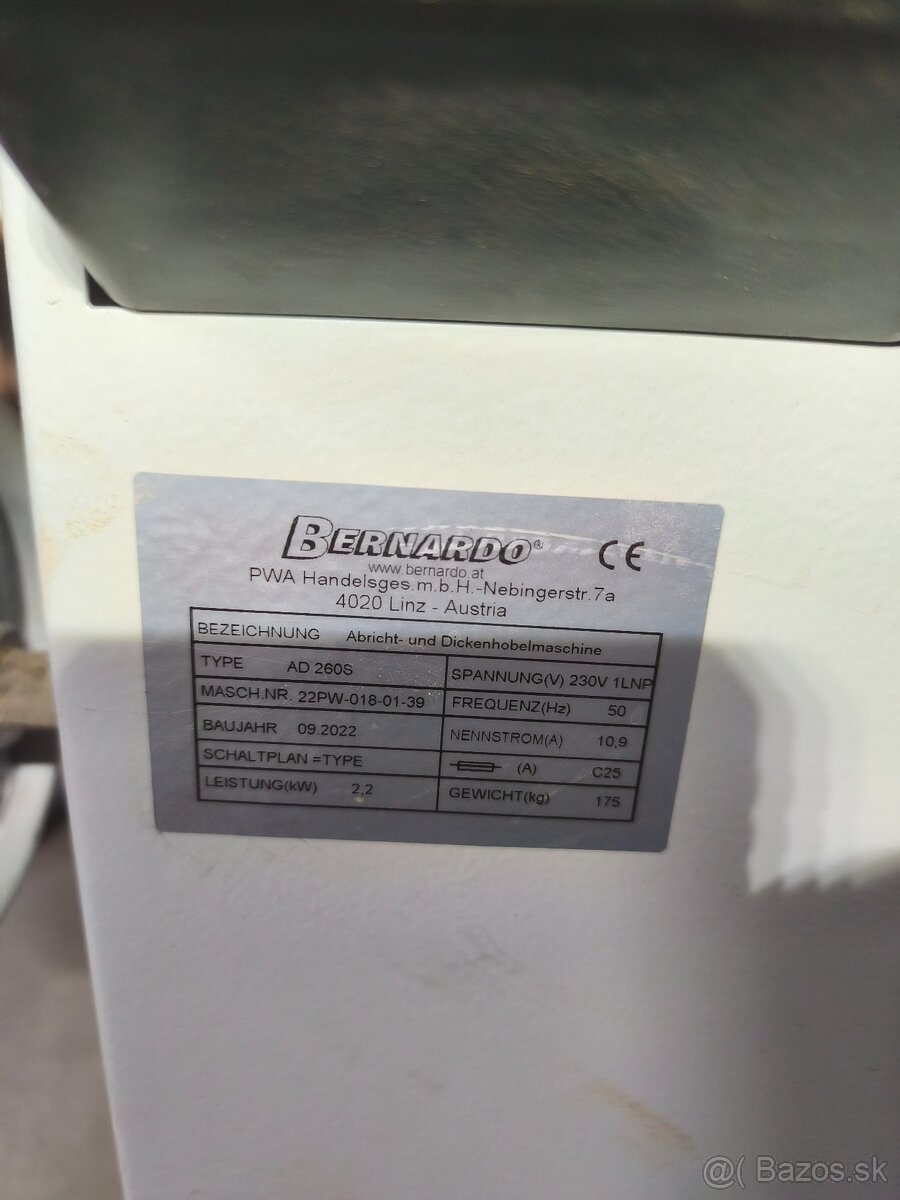 BERNARDO® CE
www.bernardo.at
PWA Handelsges.m.b.H.-Nebingerstr.7a
4020 Linz - Austria
BEZEICHNUNG Abricht- und Dickenhobelmaschine
TYPE AD 260S SPANNUNG(V) 230V 1LNP
MASCH.NR. 22PW-018-01-39 FREQUENZ(Hz) 50
BAUJAHR 09.2022 NENNSTROM(A) 10,9
SCHALTPLAN =TYPE (A) C25
LEISTUNG(kW) 2,2 GEWICHT(kg) 175
@( Bazos.sk